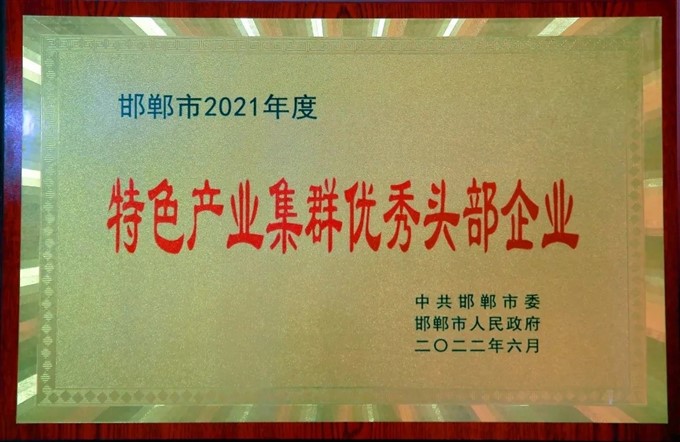 邯郸市2021年度
特色产业集群优秀头部企业
中共邯郸市委
邯郸市人民政府
二〇二二年六月